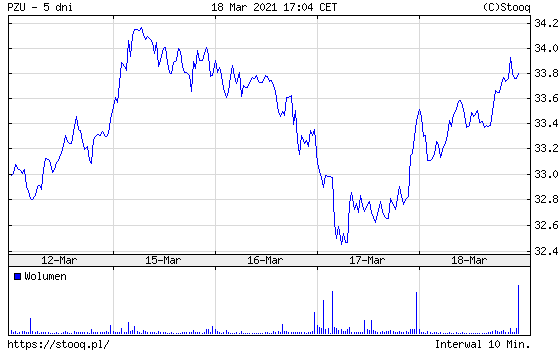 PZU - 5 dni 18 Mar 2021 17:04 CET (C)Stooq
34.2
34.0
33.8
33.6
33.4
33.2
33.0
32.8
32.6
32.4
12-Mar 15-Mar 16-Mar 17-Mar 18-Mar
Wolumen
https://stooq.pl/ Interwal 10 Min.